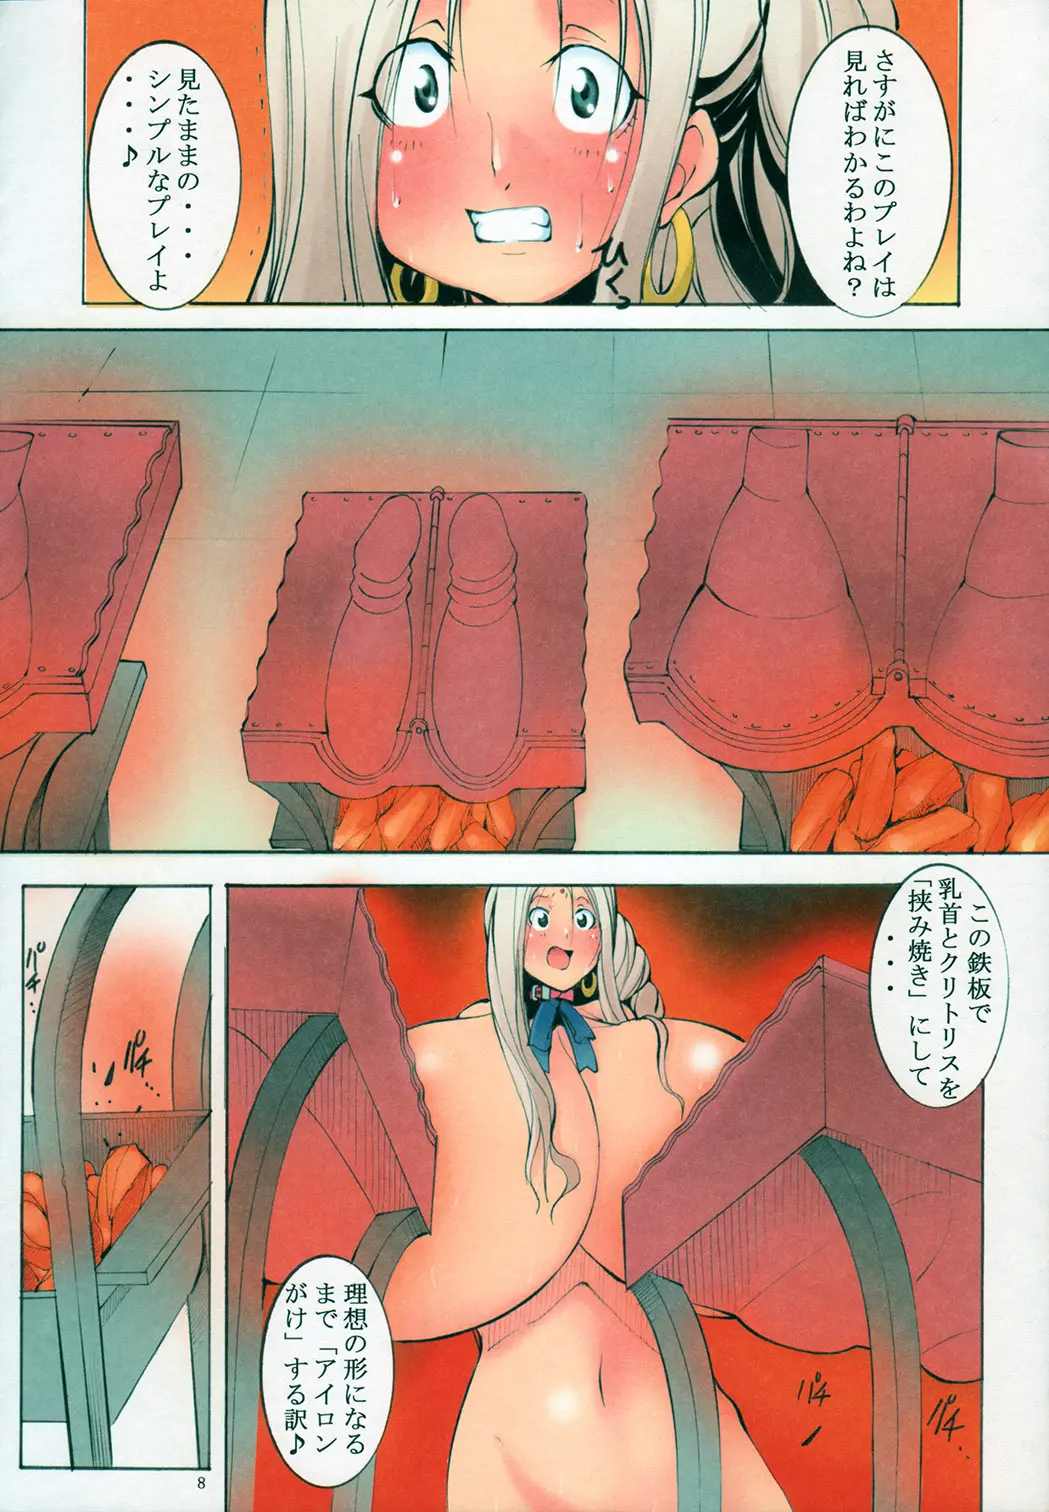 さすがにこのプレイは
見ればわかるわよね?
ひくっ
見たままの・・・
シンプルなプレイよ
・・・・♪
この鉄板で
乳首とクリトリスを
「挟み焼き」にして
・・・
パチ
パチ
理想の形になる
まで「アイロン
がけ」する訳♪
パチ‥
パチ
8